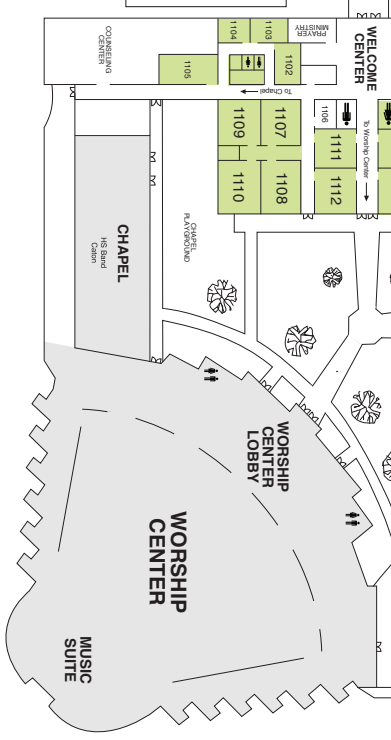 COUNSELING
CENTER
1104
1103
PRAYER
MINISTRY
1102
1105
WELCOME
CENTER
To Chapel
1106
To Worship Center
1109
1107
1111
1110
1108
1112
CHAPEL
PLAYGROUND
CHAPEL
HS Band
Caton
WORSHIP
CENTER
LOBBY
WORSHIP
CENTER
MUSIC
SUITE